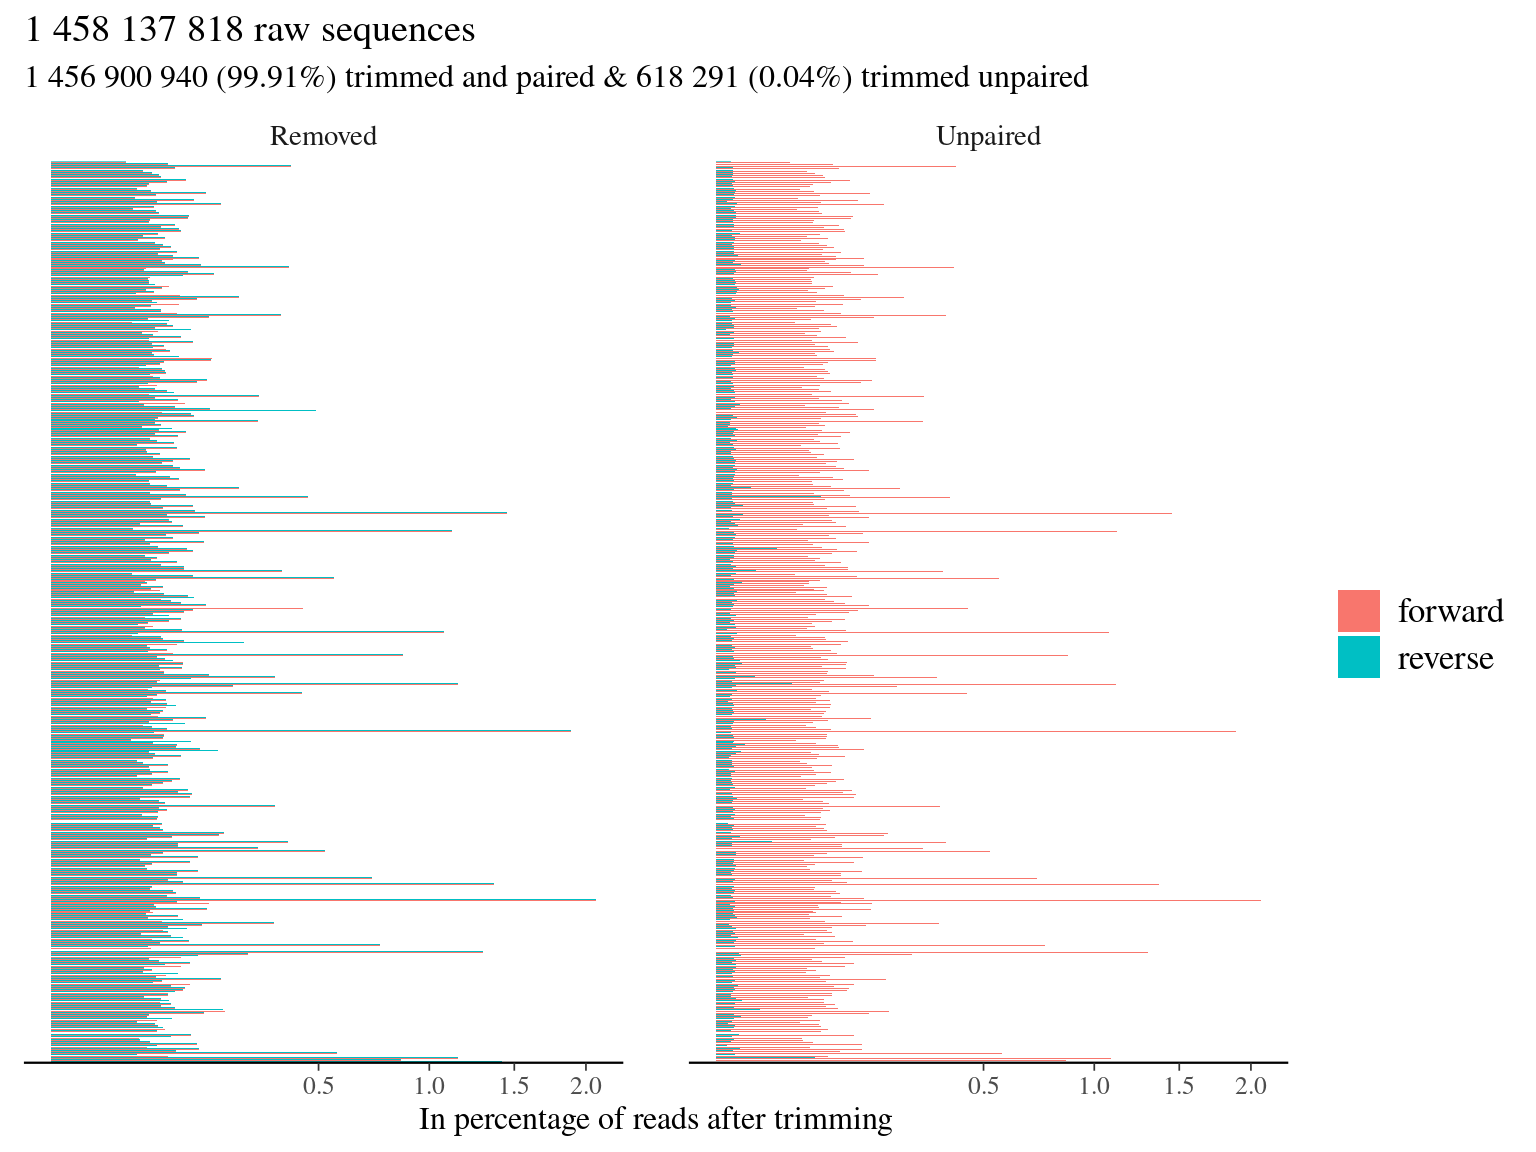 1 458 137 818 raw sequences
1 456 900 940 (99.91%) trimmed and paired & 618 291 (0.04%) trimmed unpaired
Removed
Unpaired
forward
reverse
0.5 1.0 1.5 2.0
0.5 1.0 1.5 2.0
In percentage of reads after trimming